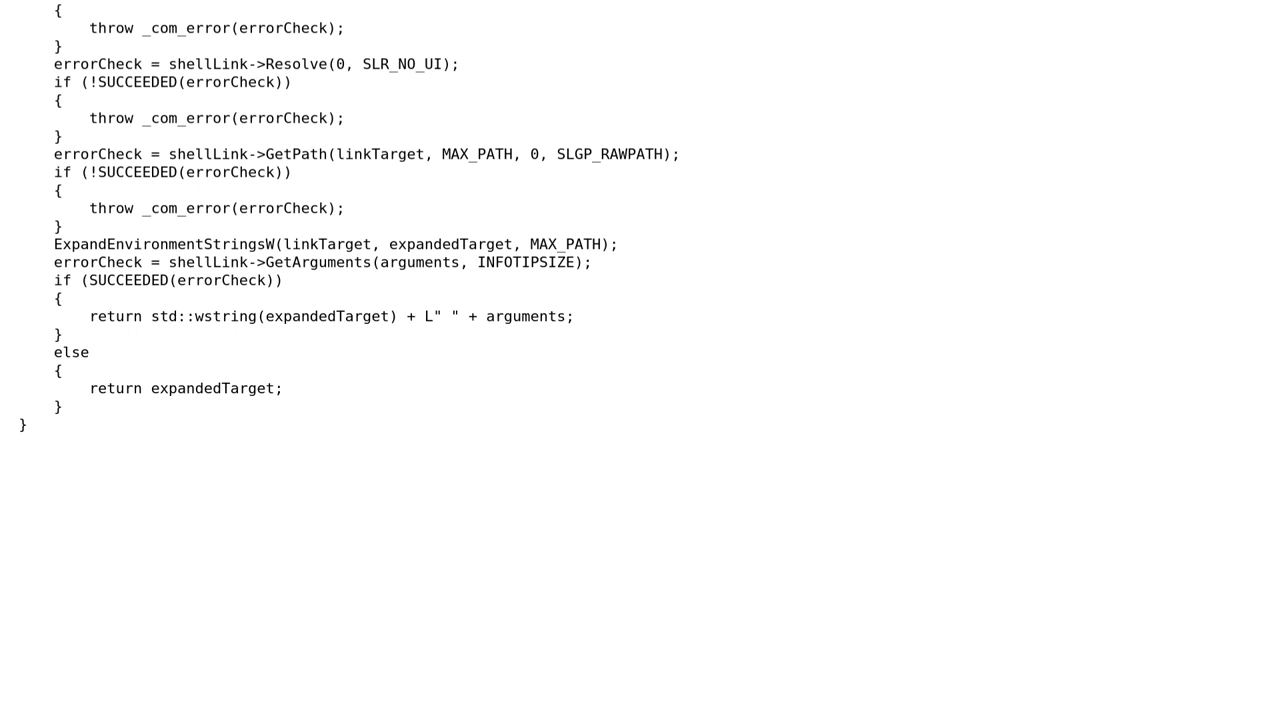 {
        throw _com_error(errorCheck);
    }
    errorCheck = shellLink->Resolve(0, SLR_NO_UI);
    if (!SUCCEEDED(errorCheck))
    {
        throw _com_error(errorCheck);
    }
    errorCheck = shellLink->GetPath(linkTarget, MAX_PATH, 0, SLGP_RAWPATH);
    if (!SUCCEEDED(errorCheck))
    {
        throw _com_error(errorCheck);
    }
    ExpandEnvironmentStringsW(linkTarget, expandedTarget, MAX_PATH);
    errorCheck = shellLink->GetArguments(arguments, INFOTIPSIZE);
    if (SUCCEEDED(errorCheck))
    {
        return std::wstring(expandedTarget) + L" " + arguments;
    }
    else
    {
        return expandedTarget;
    }
}